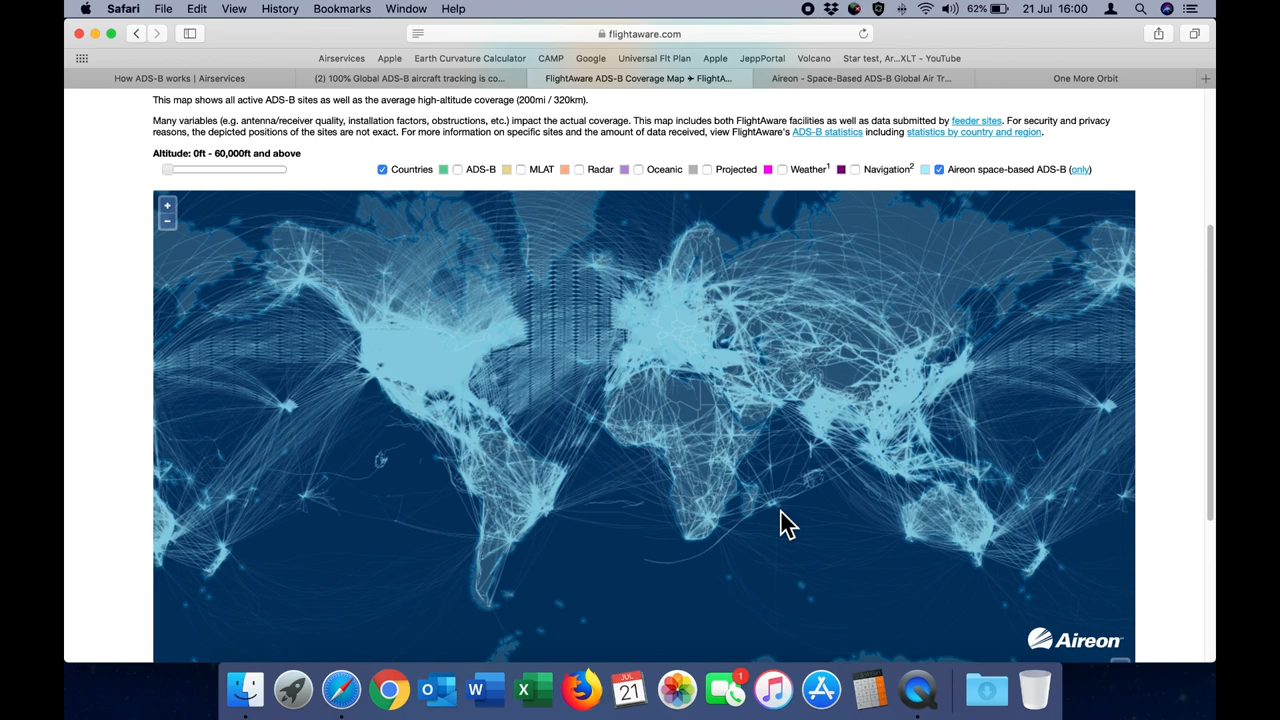 Safari File Edit View History Bookmarks Window Help 62% 21 Jul 16:00
flightaware.com
Airservices Apple Earth Curvature Calculator CAMP Google Universal Flt Plan Apple JeppPortal Volcano Star test, Ar...XLT - YouTube
How ADS-B works | Airservices (2) 100% Global ADS-B aircraft tracking is co... FlightAware ADS-B Coverage Map ✈ FlightA... Aireon - Space-Based ADS-B Global Air Tr... One More Orbit
This map shows all active ADS-B sites as well as the average high-altitude coverage (200mi / 320km).
Many variables (e.g. antenna/receiver quality, installation factors, obstructions, etc.) impact the actual coverage. This map includes both FlightAware facilities as well as data submitted by feeder sites. For security and privacy
reasons, the depicted positions of the sites are not exact. For more information on specific sites and the amount of data received, view FlightAware's ADS-B statistics including statistics by country and region.
Altitude: 0ft - 60,000ft and above
Countries ADS-B MLAT Radar Oceanic Projected Weather1 Navigation2 Aireon space-based ADS-B (only)
+
−
Aireon
JUL 1
21